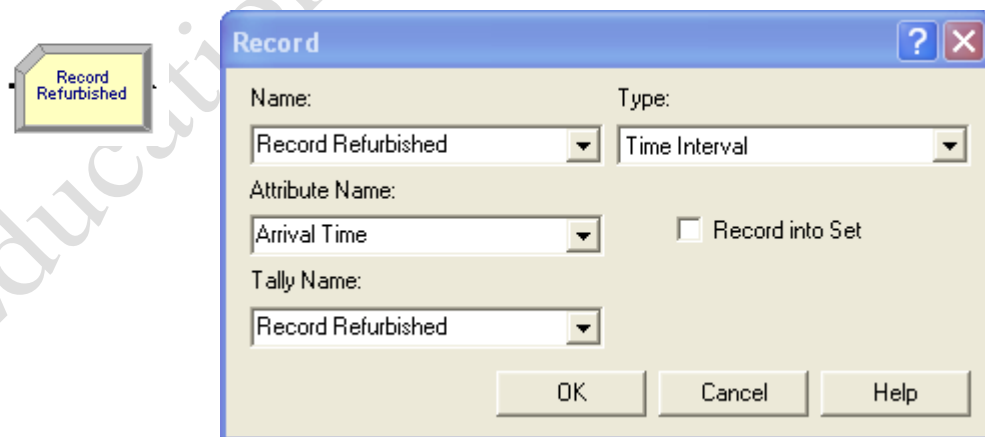 Record
Refurbished
Record
Name:
Type:
Record Refurbished
Time Interval
Attribute Name:
Arrival Time
Record into Set
Tally Name:
Record Refurbished
OK
Cancel
Help